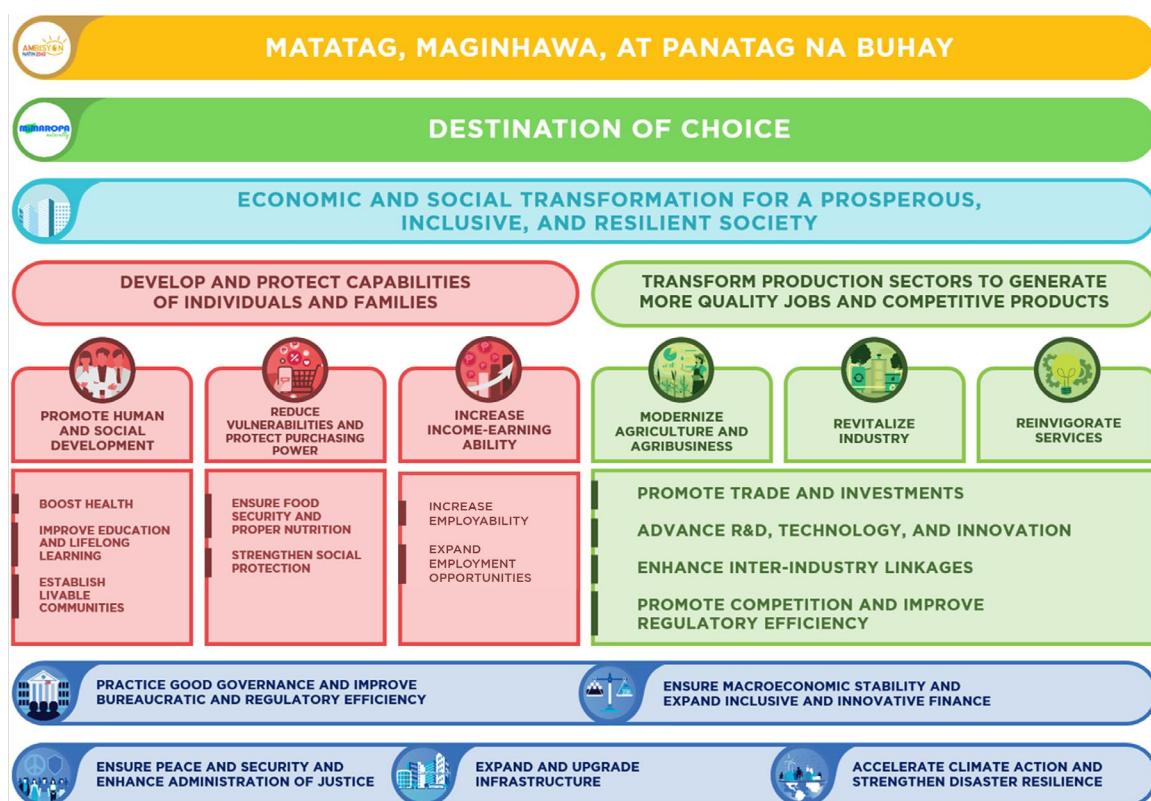 AMBISYON
NATIN 2040
MATATAG, MAGINHAWA, AT PANATAG NA BUHAY
MIMAROPA
naturally
DESTINATION OF CHOICE
ECONOMIC AND SOCIAL TRANSFORMATION FOR A PROSPEROUS,
INCLUSIVE, AND RESILIENT SOCIETY
DEVELOP AND PROTECT CAPABILITIES
OF INDIVIDUALS AND FAMILIES
TRANSFORM PRODUCTION SECTORS TO GENERATE
MORE QUALITY JOBS AND COMPETITIVE PRODUCTS
PROMOTE HUMAN
AND SOCIAL
DEVELOPMENT
REDUCE
VULNERABILITIES AND
PROTECT PURCHASING
POWER
INCREASE
INCOME-EARNING
ABILITY
MODERNIZE
AGRICULTURE AND
AGRIBUSINESS
REVITALIZE
INDUSTRY
REINVIGORATE
SERVICES
BOOST HEALTH
IMPROVE EDUCATION
AND LIFELONG
LEARNING
ESTABLISH
LIVABLE
COMMUNITIES
ENSURE FOOD
SECURITY AND
PROPER NUTRITION
STRENGTHEN SOCIAL
PROTECTION
INCREASE
EMPLOYABILITY
EXPAND
EMPLOYMENT
OPPORTUNITIES
PROMOTE TRADE AND INVESTMENTS
ADVANCE R&D, TECHNOLOGY, AND INNOVATION
ENHANCE INTER-INDUSTRY LINKAGES
PROMOTE COMPETITION AND IMPROVE
REGULATORY EFFICIENCY
PRACTICE GOOD GOVERNANCE AND IMPROVE
BUREAUCRATIC AND REGULATORY EFFICIENCY
ENSURE MACROECONOMIC STABILITY AND
EXPAND INCLUSIVE AND INNOVATIVE FINANCE
ENSURE PEACE AND SECURITY AND
ENHANCE ADMINISTRATION OF JUSTICE
EXPAND AND UPGRADE
INFRASTRUCTURE
ACCELERATE CLIMATE ACTION AND
STRENGTHEN DISASTER RESILIENCE